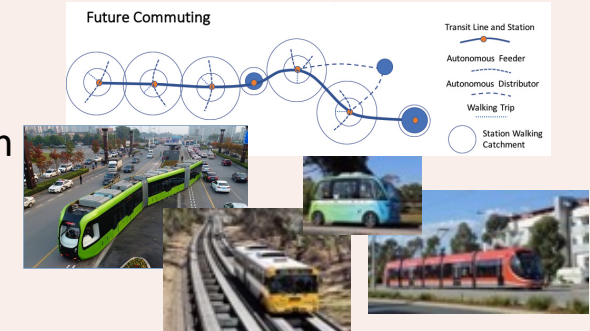 Future Commuting
Transit Line and Station
Autonomous Feeder
Autonomous Distributor
Walking Trip
Station Walking
Catchment